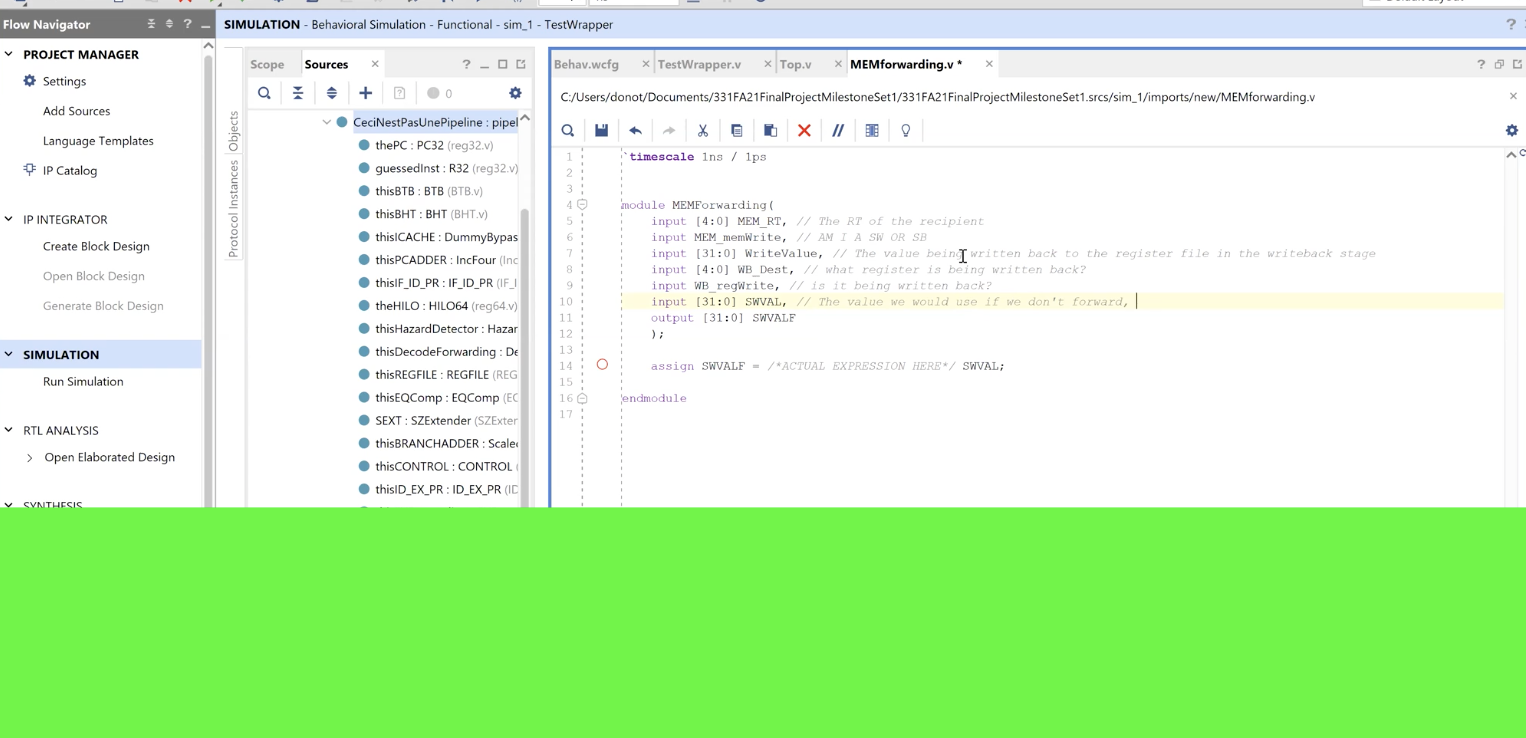 Flow Navigator
SIMULATION - Behavioral Simulation - Functional - sim_1 - TestWrapper
PROJECT MANAGER
Settings
Add Sources
Language Templates
IP Catalog
IP INTEGRATOR
Create Block Design
Open Block Design
Generate Block Design
SIMULATION
Run Simulation
RTL ANALYSIS
Open Elaborated Design
SYNTHESIS
Objects
Protocol Instances
Scope
Sources
0
CeciNestPasUnePipeline : pipel
thePC : PC32 (reg32.v)
guessedInst : R32 (reg32.v)
thisBTB : BTB (BTB.v)
thisBHT : BHT (BHT.v)
thisICACHE : DummyBypas
thisPCADDER : IncFour (Inc
thisIF_ID_PR : IF_ID_PR (IF_I
theHILO : HILO64 (reg64.v)
thisHazardDetector : Hazar
thisDecodeForwarding : De
thisREGFILE : REGFILE (REG
thisEQComp : EQComp (EC
SEXT : SZExtender (SZExter
thisBRANCHADDER : Scale
thisCONTROL : CONTROL (
thisID_EX_PR : ID_EX_PR (ID
Behav.wcfg
TestWrapper.v
Top.v
MEMforwarding.v *
C:/Users/donot/Documents/331FA21FinalProjectMilestoneSet1/331FA21FinalProjectMilestoneSet1.srcs/sim_1/imports/new/MEMforwarding.v
1 `timescale 1ns / 1ps
2
3
4 module MEMForwarding(
5 input [4:0] MEM_RT, // The RT of the recipient
6 input MEM_memWrite, // AM I A SW OR SB
7 input [31:0] WriteValue, // The value being written back to the register file in the writeback stage
8 input [4:0] WB_Dest, // what register is being written back?
9 input WB_regWrite, // is it being written back?
10 input [31:0] SWVAL, // The value we would use if we don't forward,
11 output [31:0] SWVALF
12 );
13
14 assign SWVALF = /*ACTUAL EXPRESSION HERE*/ SWVAL;
15
16 endmodule
17